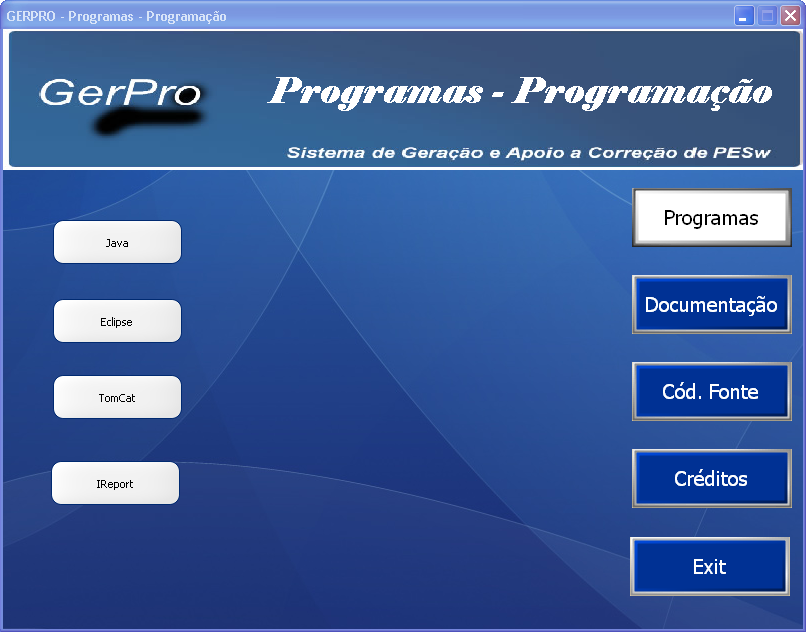 GERPRO - Programas - Programação
GerPro
Programas - Programação
Sistema de Geração e Apoio a Correção de PESw
Java
Eclipse
TomCat
IReport
Programas
Documentação
Cód. Fonte
Créditos
Exit